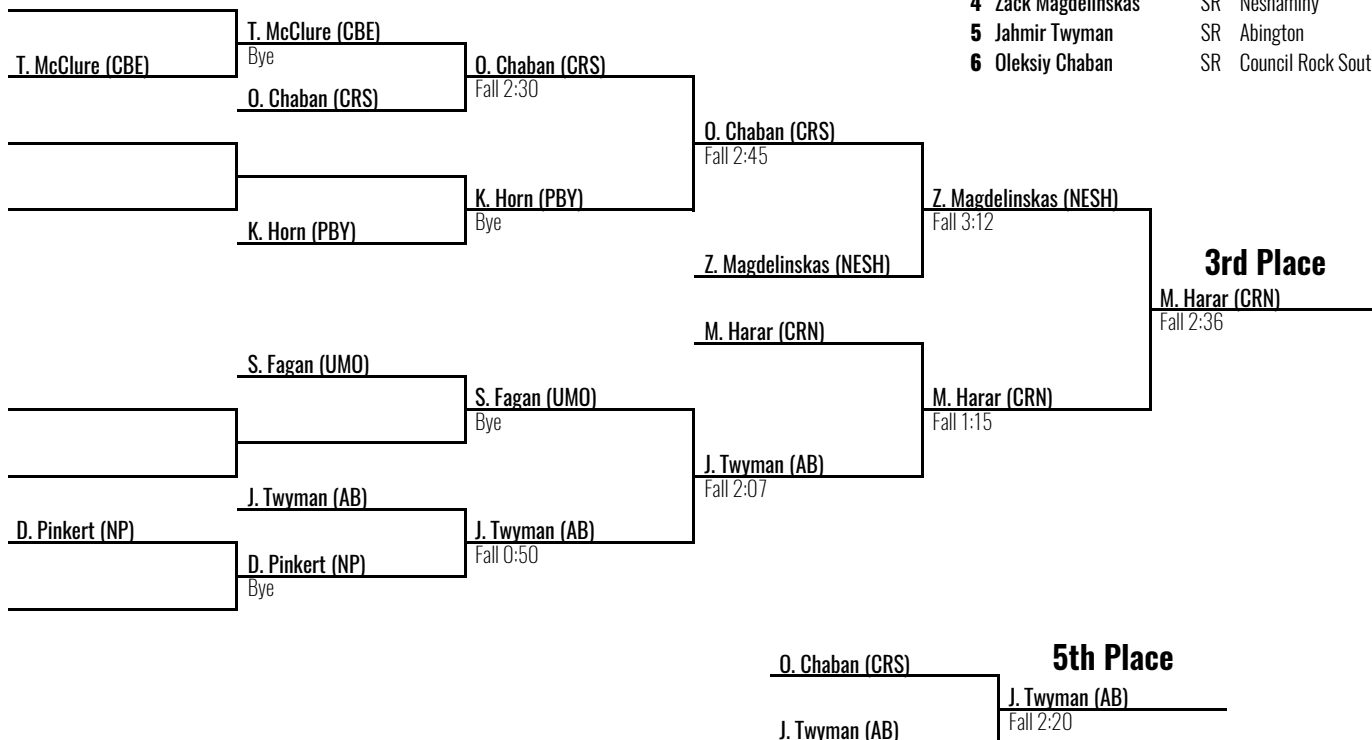 4 Zack Magdelinskas SR Neshaminy
5 Jahmir Twyman SR Abington
6 Oleksiy Chaban SR Council Rock Sout
T. McClure (CBE)
T. McClure (CBE)
Bye
O. Chaban (CRS)
O. Chaban (CRS)
Fall 2:30
K. Horn (PBY)
K. Horn (PBY)
Bye
O. Chaban (CRS)
Fall 2:45
Z. Magdelinskas (NESH)
Z. Magdelinskas (NESH)
Fall 3:12
3rd Place
M. Harar (CRN)
Fall 2:36
M. Harar (CRN)
M. Harar (CRN)
Fall 1:15
S. Fagan (UMO)
S. Fagan (UMO)
Bye
J. Twyman (AB)
Fall 2:07
J. Twyman (AB)
D. Pinkert (NP)
J. Twyman (AB)
Fall 0:50
D. Pinkert (NP)
Bye
5th Place
O. Chaban (CRS)
J. Twyman (AB)
Fall 2:20
J. Twyman (AB)